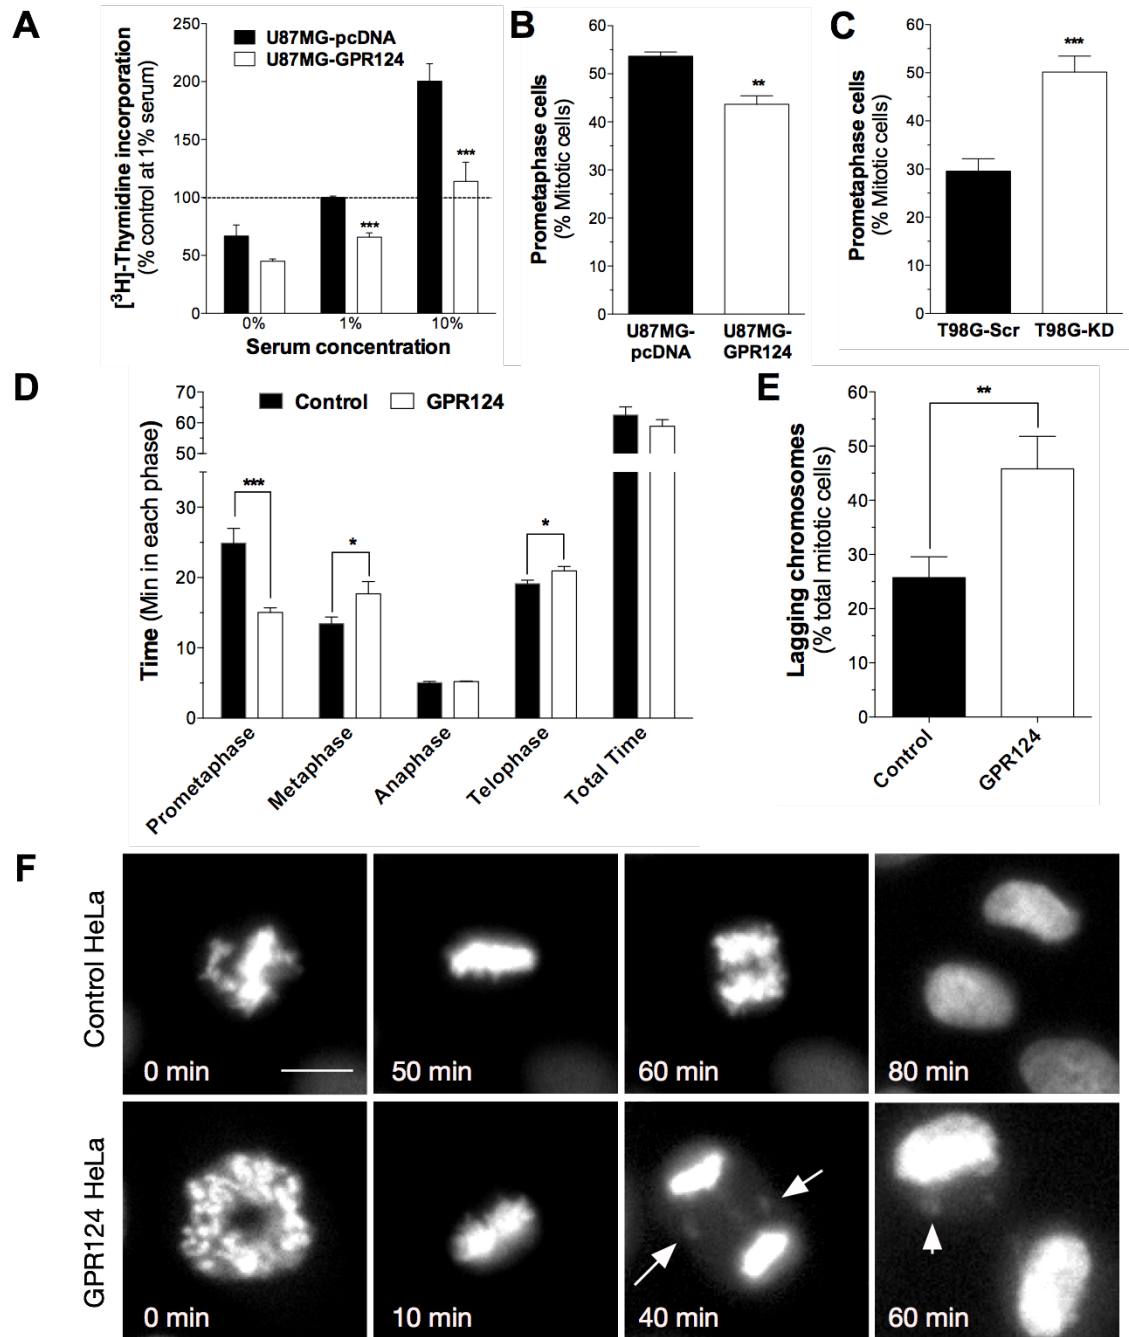 A
[³H]-Thymidine incorporation
(% control at 1% serum)
250
200
150
100
50
0
U87MG-pcDNA
U87MG-GPR124
***
***
0%
1%
10%
Serum concentration
B
Prometaphase cells
(% Mitotic cells)
60
50
40
30
20
10
0
**
U87MG-
pcDNA
U87MG-
GPR124
C
Prometaphase cells
(% Mitotic cells)
60
50
60
30
60
10
0
***
T98G-Scr
T98G-KD
D
Time (Min in each phase)
70
60
50
30
20
10
0
Control
GPR124
***
*
*
Prometaphase
Metaphase
Anaphase
Telophase
Total Time
E
Lagging chromosomes
(% total mitotic cells)
60
50
60
30
60
10
0
**
Control
GPR124
F
Control HeLa
0 min
50 min
60 min
80 min
GPR124 HeLa
0 min
10 min
40 min
60 min